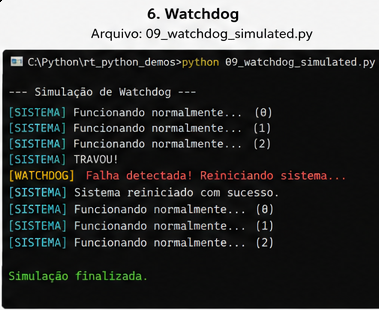 6. Watchdog
Arquivo: 09_watchdog_simulated.py
C:\Python\rt_python_demos>python 09_watchdog_simulated.py
--- Simulação de Watchdog ---
[SISTEMA] Funcionando normalmente... (0)
[SISTEMA] Funcionando normalmente... (1)
[SISTEMA] Funcionando normalmente... (2)
[SISTEMA] TRAVOU!
[WATCHDOG] Falha detectada! Reiniciando sistema...
[SISTEMA] Sistema reiniciado com sucesso.
[SISTEMA] Funcionando normalmente... (0)
[SISTEMA] Funcionando normalmente... (1)
[SISTEMA] Funcionando normalmente... (2)
Simulação finalizada.